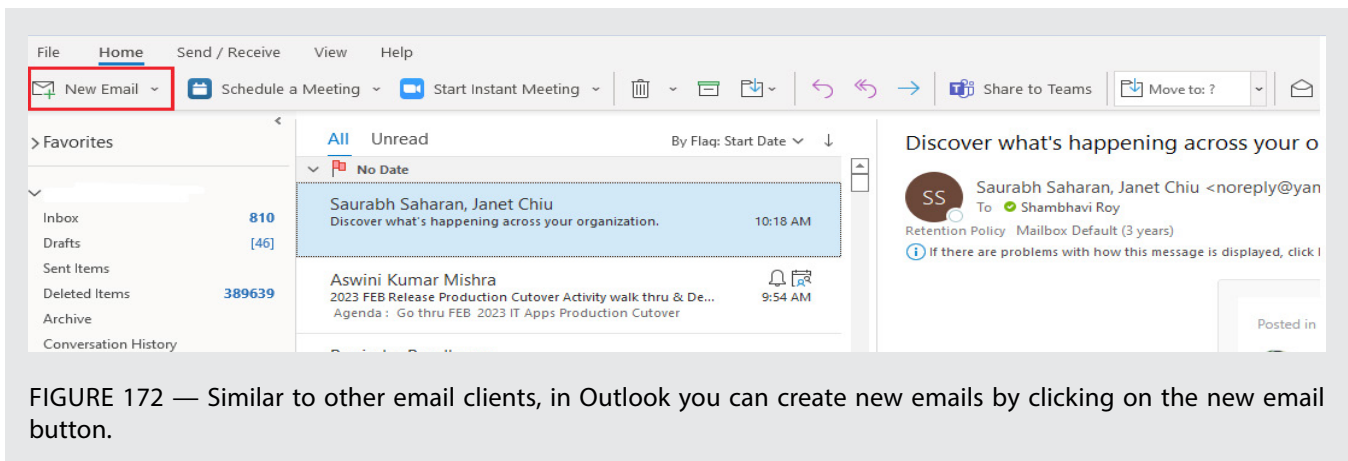 File Home Send / Receive View Help
New Email Schedule a Meeting Start Instant Meeting Share to Teams Move to: ?
Favorites
Inbox 810
Drafts [46]
Sent Items
Deleted Items 389639
Archive
Conversation History
All Unread By Flag: Start Date
No Date
Saurabh Saharan, Janet Chiu
Discover what's happening across your organization. 10:18 AM
Aswini Kumar Mishra
2023 FEB Release Production Cutover Activity walk thru & De... 9:54 AM
Agenda : Go thru FEB 2023 IT Apps Production Cutover
Discover what's happening across your o
SS
Saurabh Saharan, Janet Chiu <noreply@yan
To Shambhavi Roy
Retention Policy Mailbox Default (3 years)
If there are problems with how this message is displayed, click
Posted in
FIGURE 172 — Similar to other email clients, in Outlook you can create new emails by clicking on the new email
button.